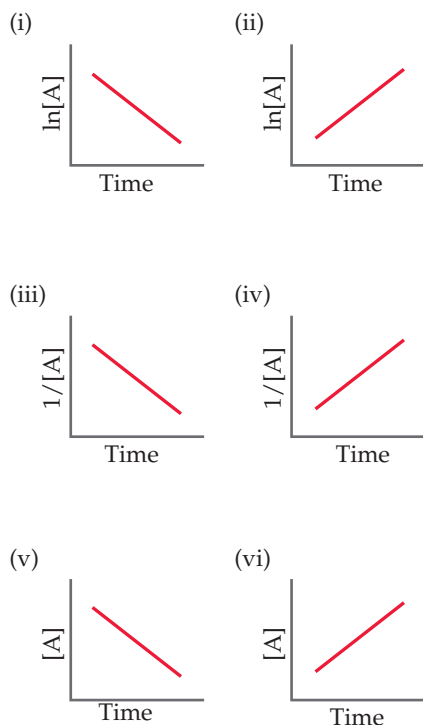 (i)
ln[A]
Time
(ii)
ln[A]
Time
(iii)
1/[A]
Time
(iv)
1/[A]
Time
(v)
[A]
Time
(vi)
[A]
Time